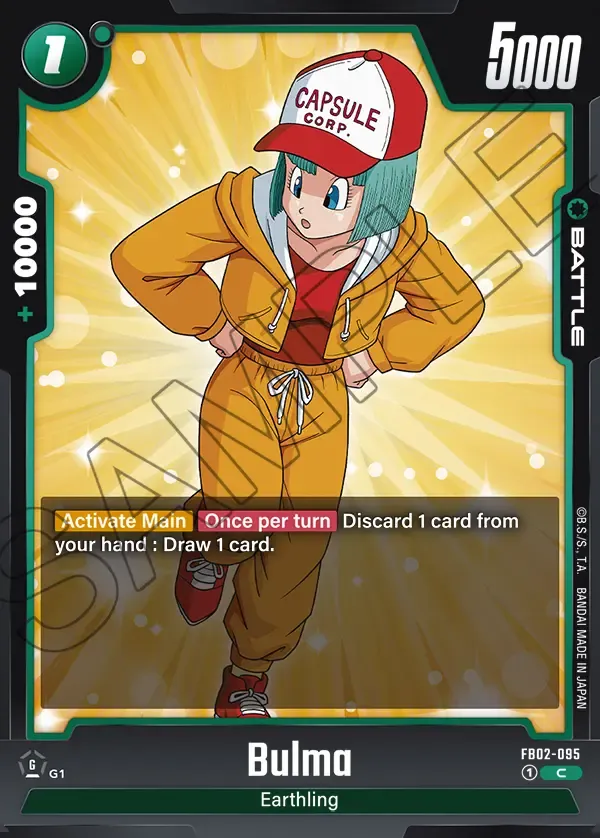 1
5000
CAPSULE
CORP.
+10000
BATTLE
SAMPLE
Activate Main Once per turn Discard 1 card from
your hand : Draw 1 card.
©B.S./S., T.A. BANDAI MADE IN JAPAN
Bulma
FB02-095
G G1
1 C
Earthling